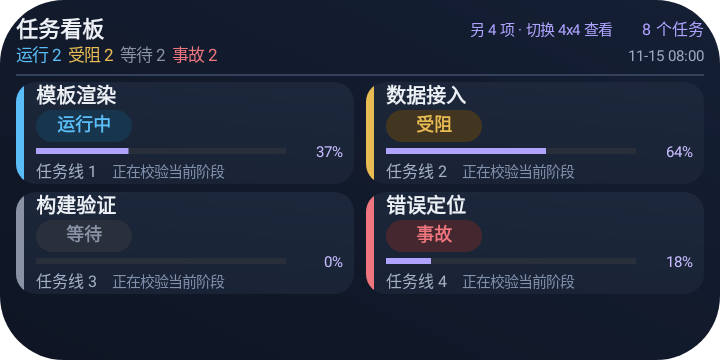 任务看板
另 4 项 · 切换 4x4 查看 8 个任务
运行 2 受阻 2 等待 2 事故 2
11-15 08:00
模板渲染
运行中
37%
任务线 1 正在校验当前阶段
数据接入
受阻
64%
任务线 2 正在校验当前阶段
构建验证
等待
0%
任务线 3 正在校验当前阶段
错误定位
事故
18%
任务线 4 正在校验当前阶段